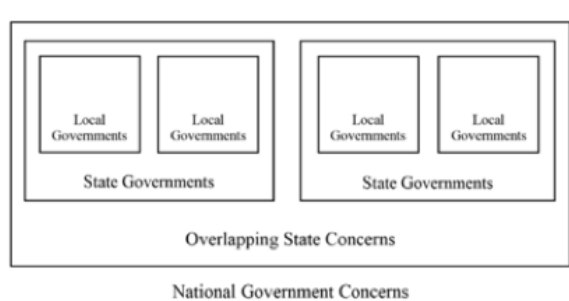 Local
Governments
Local
Governments
Local
Governments
Local
Governments
State Governments
State Governments
Overlapping State Concerns
National Government Concerns